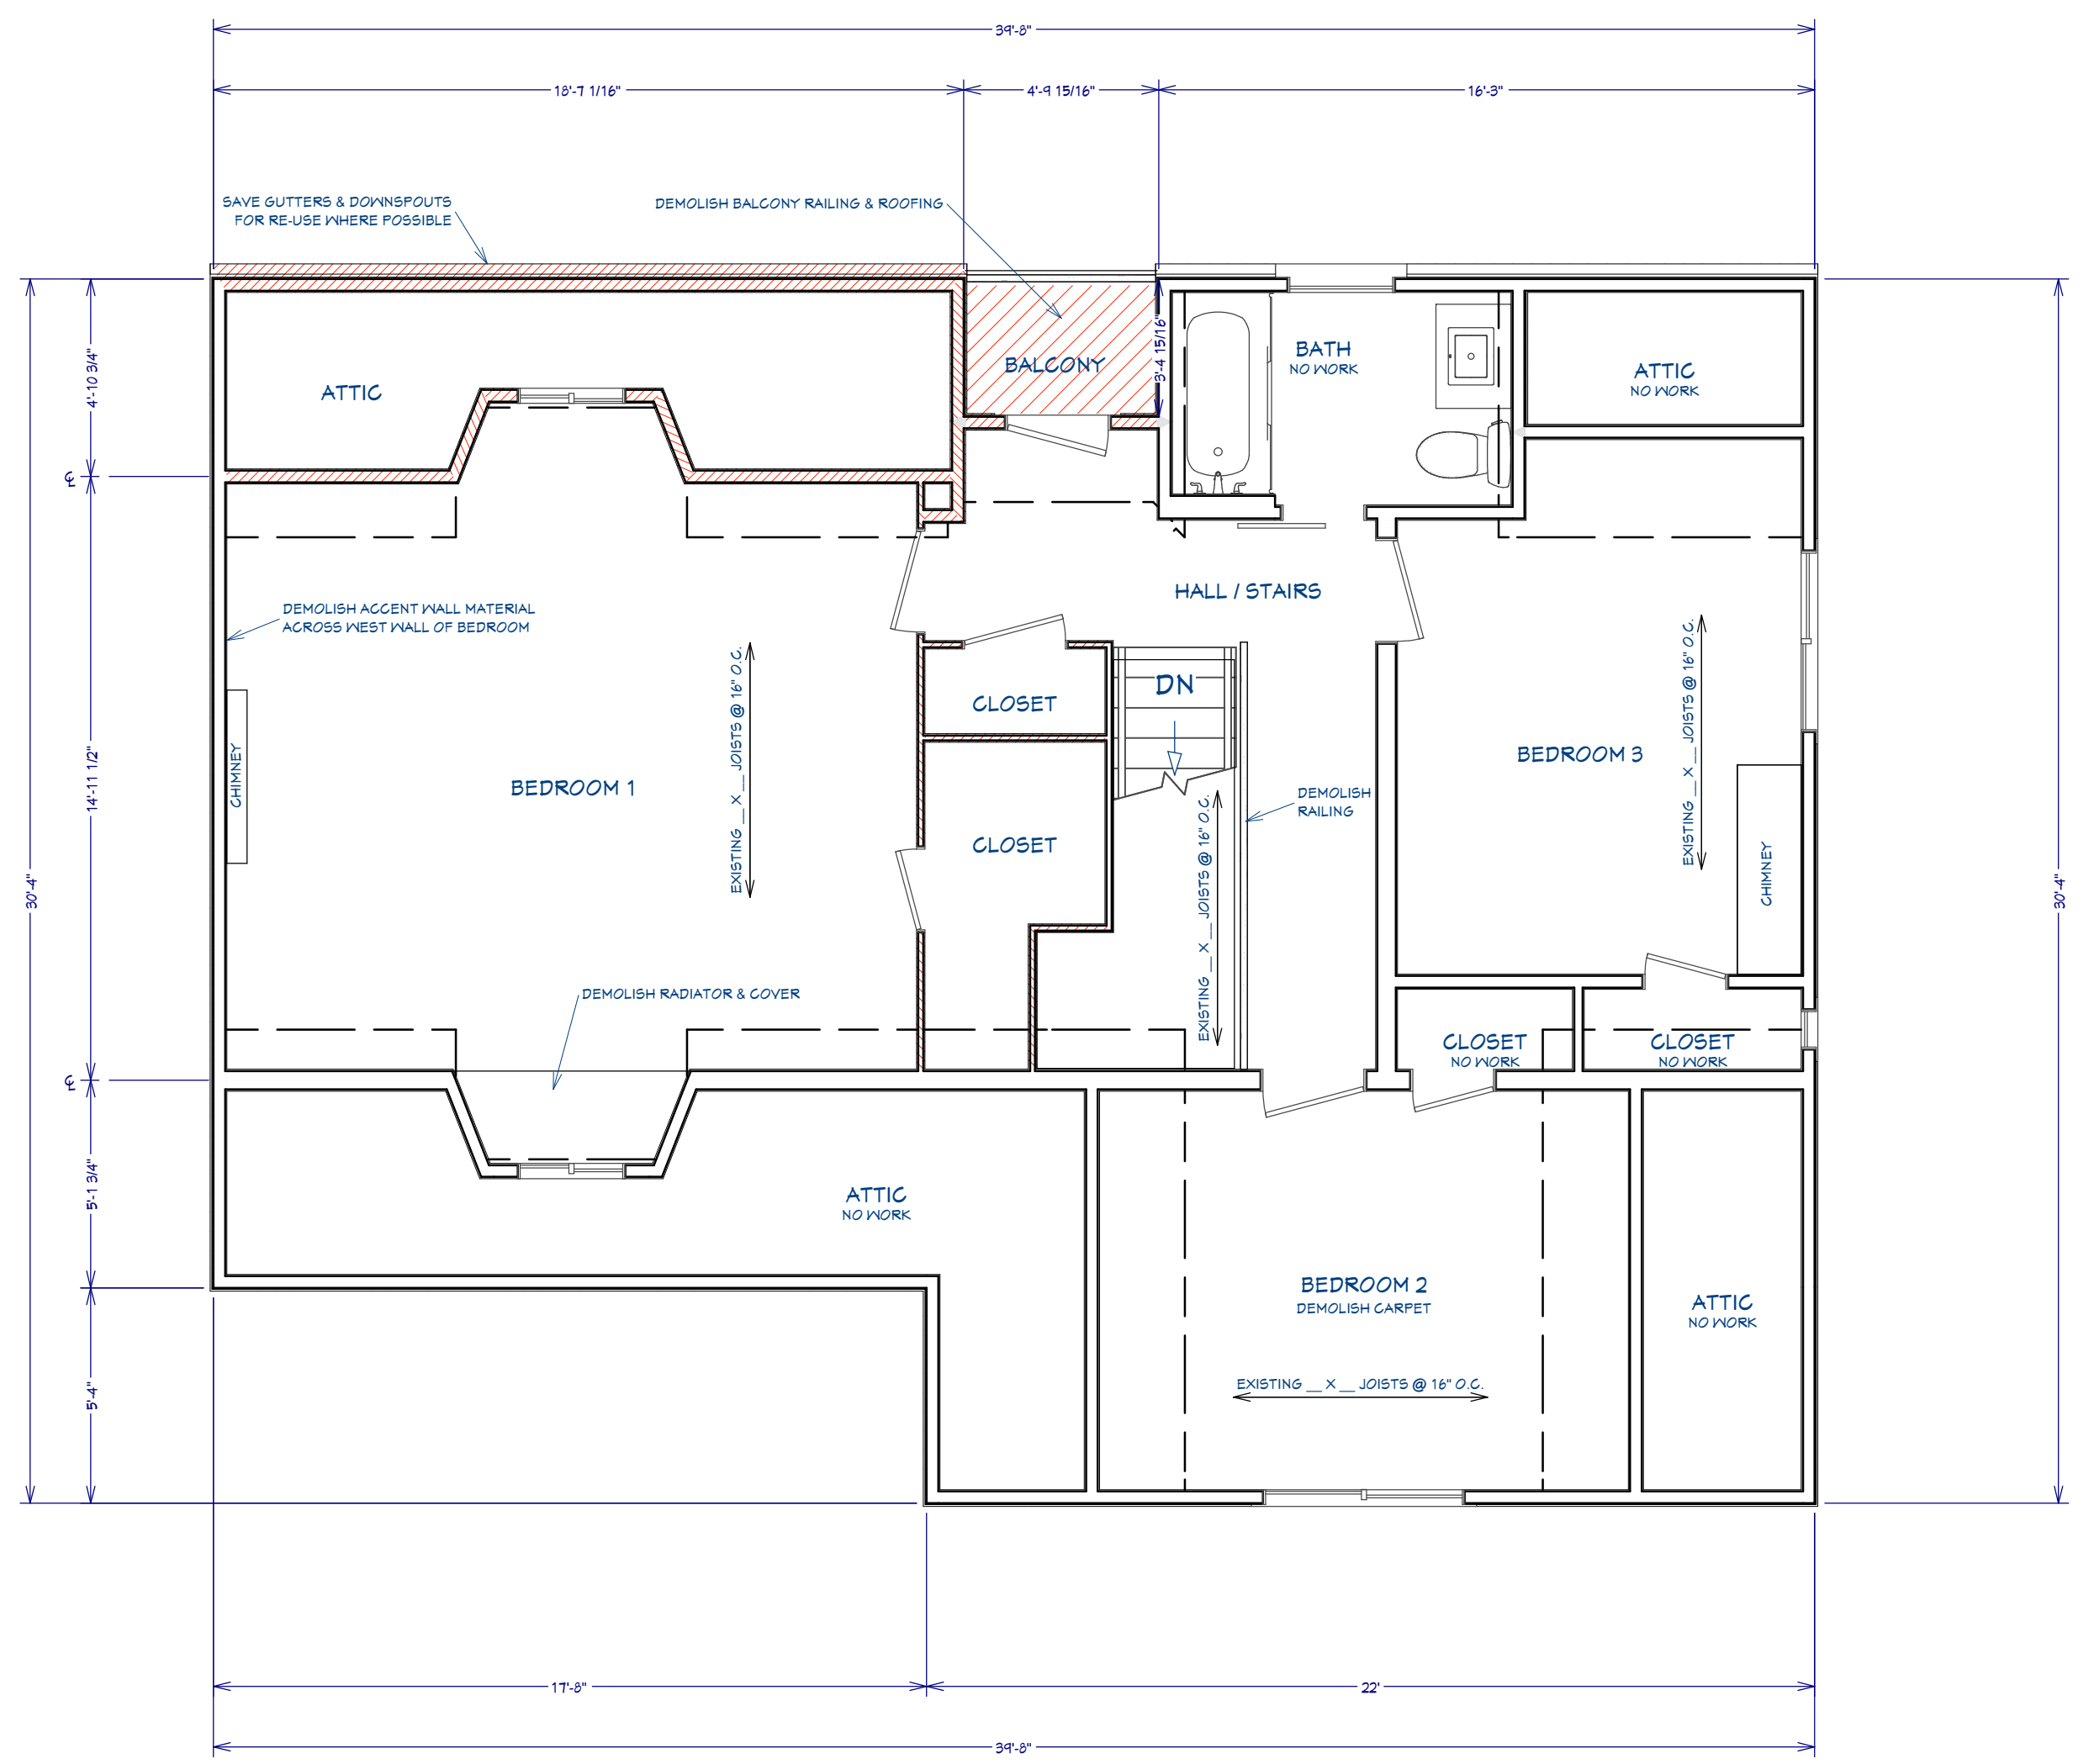 39'-8"
18'-7 1/16"
4'-9 15/16"
16'-3"
SAVE GUTTERS & DOWNSPOUTS
FOR RE-USE WHERE POSSIBLE
DEMOLISH BALCONY RAILING & ROOFING
4'-10 3/4"
3'-4 15/16"
BALCONY
BATH
NO WORK
ATTIC
NO WORK
ATTIC
℄
HALL / STAIRS
DEMOLISH ACCENT WALL MATERIAL
ACROSS WEST WALL OF BEDROOM
EXISTING __ X __ JOISTS @ 16" O.C.
EXISTING __ X __ JOISTS @ 16" O.C.
CLOSET
DN
14'-11 1/2"
CHIMNEY
BEDROOM 1
BEDROOM 3
DEMOLISH
RAILING
CLOSET
EXISTING __ X __ JOISTS @ 16" O.C.
CHIMNEY
30'-4"
30'-4"
DEMOLISH RADIATOR & COVER
CLOSET
NO WORK
CLOSET
NO WORK
℄
5'-1 3/4"
ATTIC
NO WORK
BEDROOM 2
DEMOLISH CARPET
ATTIC
NO WORK
EXISTING __ X __ JOISTS @ 16" O.C.
5'-4"
17'-8"
22'
39'-8"